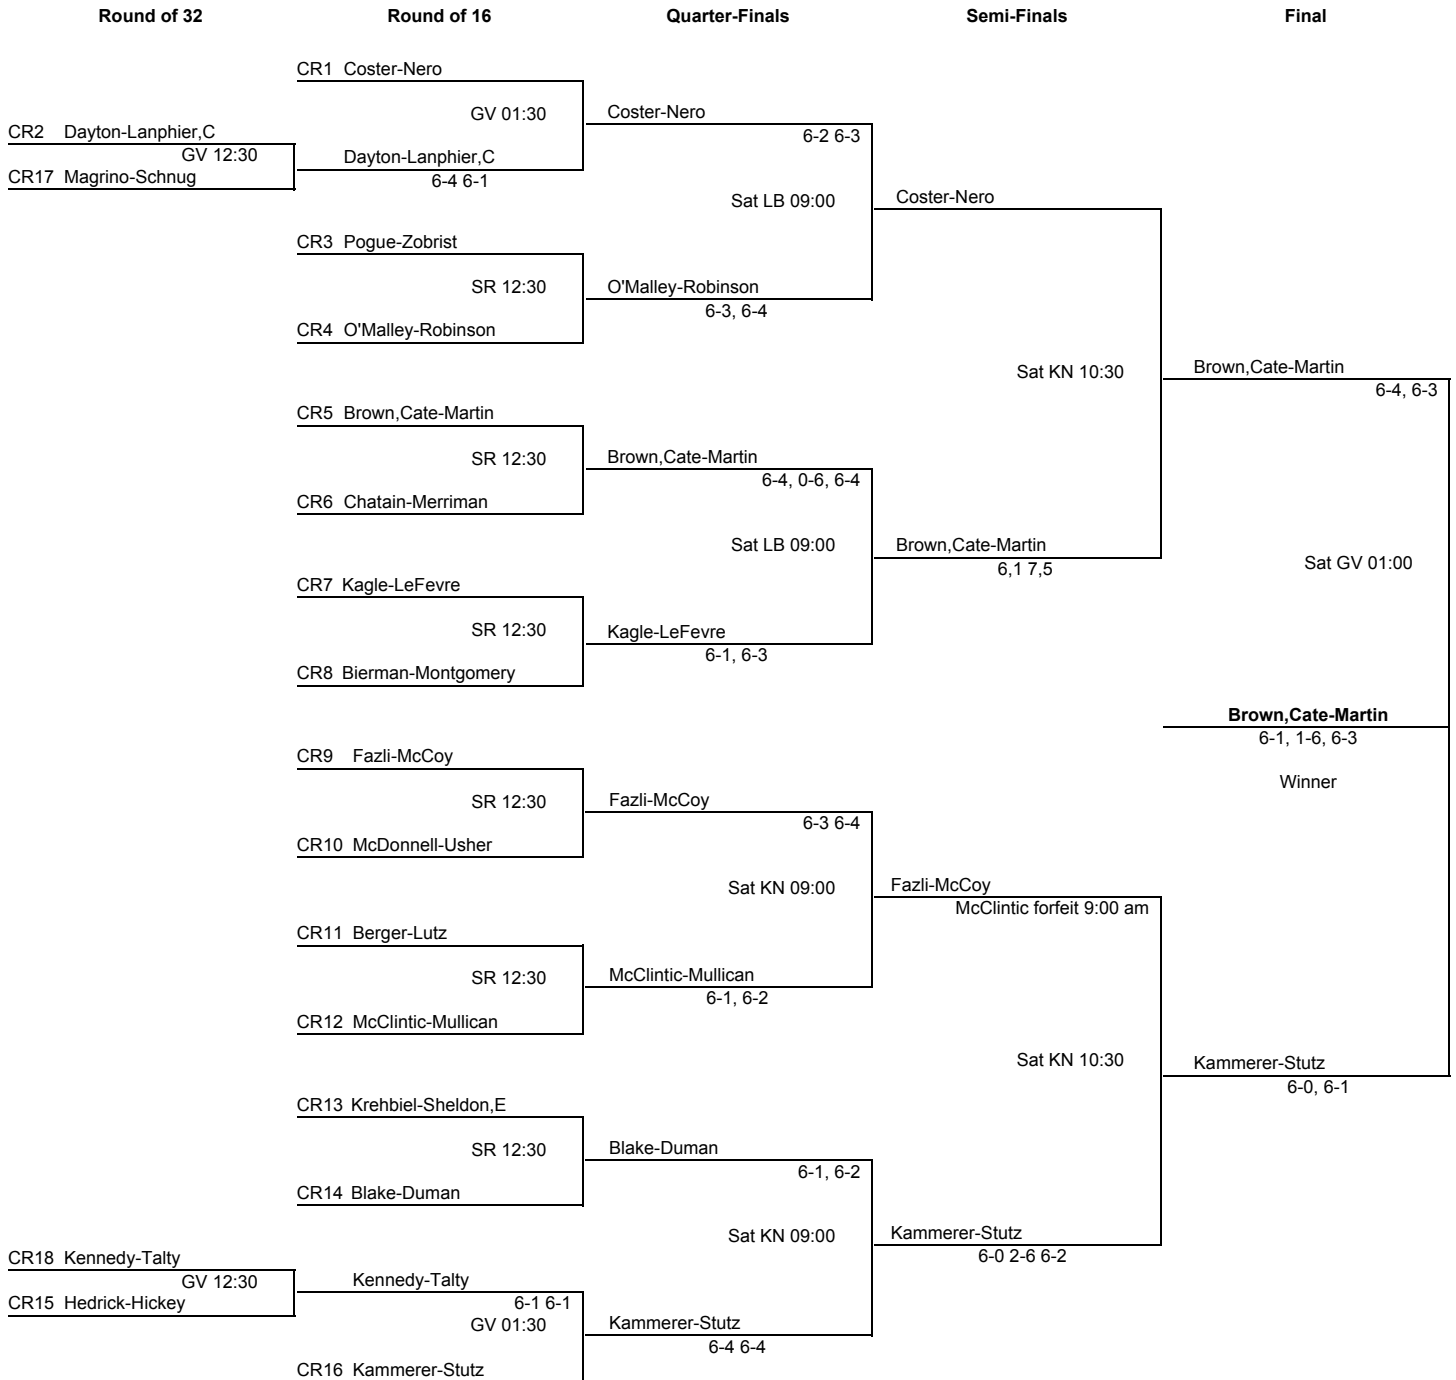 Round of 32 Round of 16 Quarter-Finals Semi-Finals Final
CR1 Coster-Nero
GV 01:30 Coster-Nero
CR2 Dayton-Lanphier,C 6-2 6-3
GV 12:30 Dayton-Lanphier,C
CR17 Magrino-Schnug 6-4 6-1
Sat LB 09:00 Coster-Nero
CR3 Pogue-Zobrist
SR 12:30 O'Malley-Robinson
6-3, 6-4
CR4 O'Malley-Robinson
Sat KN 10:30 Brown,Cate-Martin
6-4, 6-3
CR5 Brown,Cate-Martin
SR 12:30 Brown,Cate-Martin
6-4, 0-6, 6-4
CR6 Chatain-Merriman
Sat LB 09:00 Brown,Cate-Martin
Sat GV 01:00
6,1 7,5
CR7 Kagle-LeFevre
SR 12:30 Kagle-LeFevre
6-1, 6-3
CR8 Bierman-Montgomery
Brown,Cate-Martin
6-1, 1-6, 6-3
CR9 Fazli-McCoy
Winner
SR 12:30 Fazli-McCoy
6-3 6-4
CR10 McDonnell-Usher
Sat KN 09:00 Fazli-McCoy
McClintic forfeit 9:00 am
CR11 Berger-Lutz
SR 12:30 McClintic-Mullican
6-1, 6-2
CR12 McClintic-Mullican
Sat KN 10:30 Kammerer-Stutz
6-0, 6-1
CR13 Krehbiel-Sheldon,E
SR 12:30 Blake-Duman
6-1, 6-2
CR14 Blake-Duman
Sat KN 09:00 Kammerer-Stutz
6-0 2-6 6-2
CR18 Kennedy-Talty
GV 12:30 Kennedy-Talty
CR15 Hedrick-Hickey 6-1 6-1
GV 01:30 Kammerer-Stutz
6-4 6-4
CR16 Kammerer-Stutz